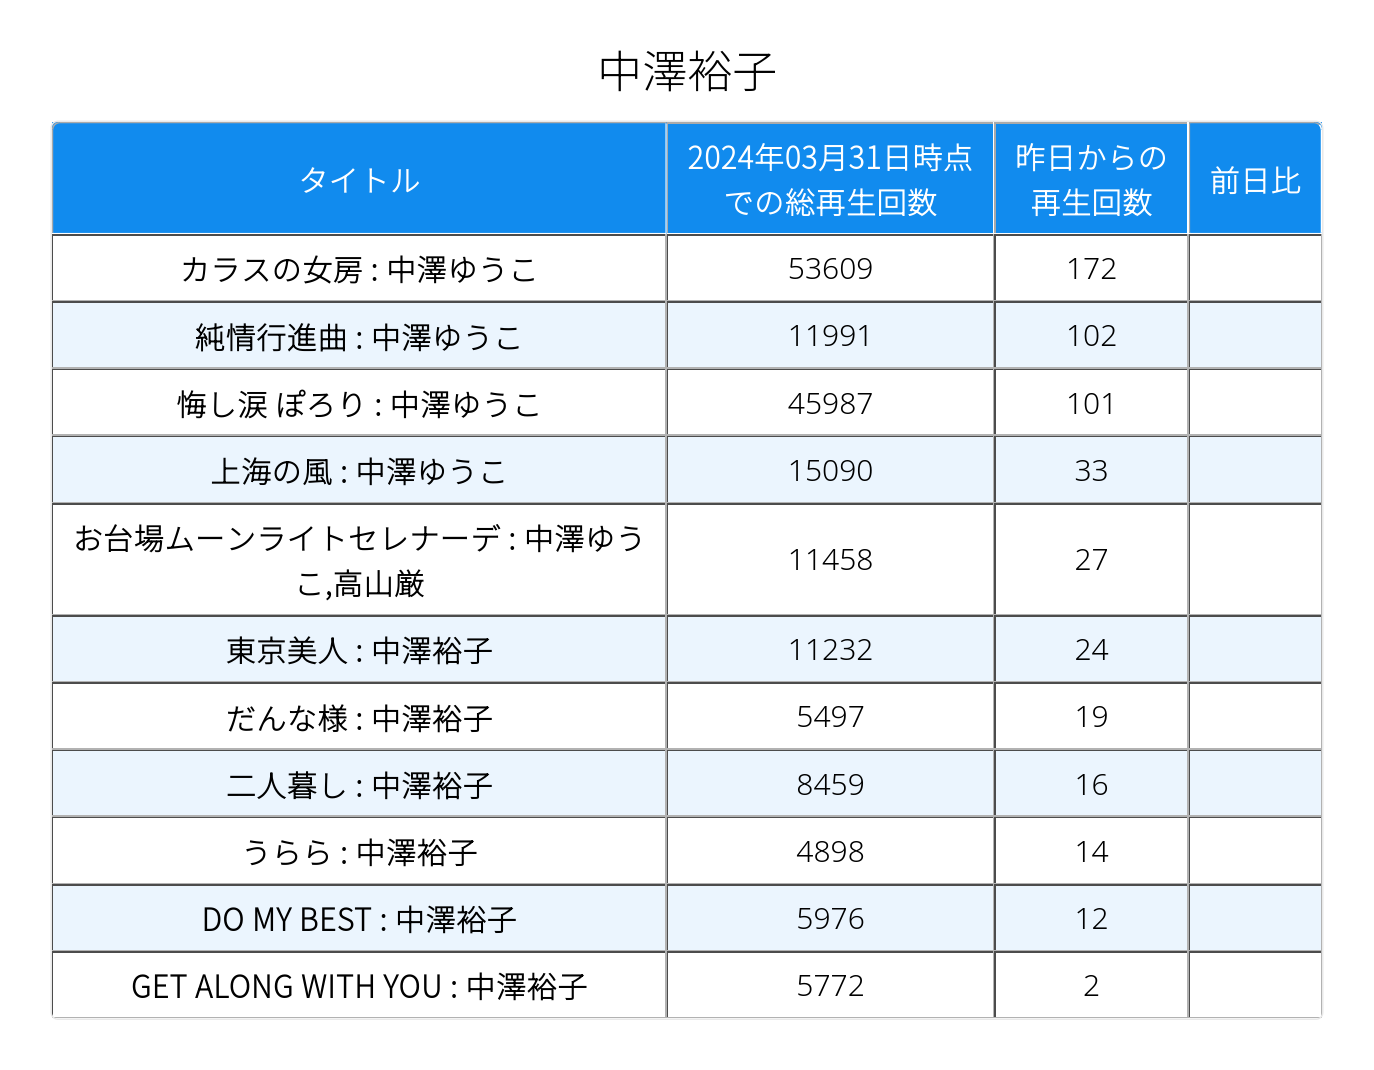 中澤裕子
タイトル
2024年03月31日時点
での総再生回数
昨日からの
再生回数
前日比
カラスの女房 : 中澤ゆうこ 53609 172
純情行進曲 : 中澤ゆうこ 11991 102
悔し涙 ぽろり : 中澤ゆうこ 45987 101
上海の風 : 中澤ゆうこ 15090 33
お台場ムーンライトセレナーデ : 中澤ゆう
こ,高山厳 11458 27
東京美人 : 中澤裕子 11232 24
だんな様 : 中澤裕子 5497 19
二人暮し : 中澤裕子 8459 16
うらら : 中澤裕子 4898 14
DO MY BEST : 中澤裕子 5976 12
GET ALONG WITH YOU : 中澤裕子 5772 2